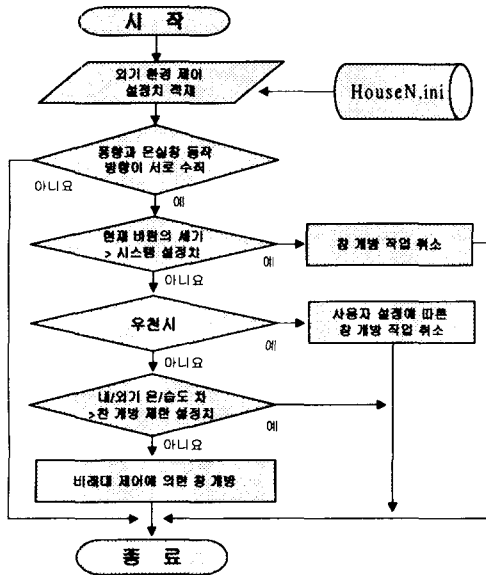 시 작
외기 환경 제어
설정치 적재
HouseN.ini
풍향과 온실창 동작
방향이 서로 수직
아니요
예
현재 바람의 세기
> 시스템 설정치
예
창 개방 작업 취소
아니요
우천시
예
사용자 설정에 따른
창 개방 작업 취소
아니요
내/외기 온/습도 차
>창 개방 제한 설정치
예
아니요
비례대 제어에 의한 창 개방
종 료